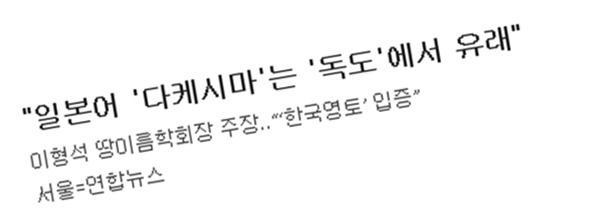 "일본어 '다케시마'는 '독도'에서 유래"
이형석 땅이름학회장 주장.."'한국영토' 입증"
서울=연합뉴스